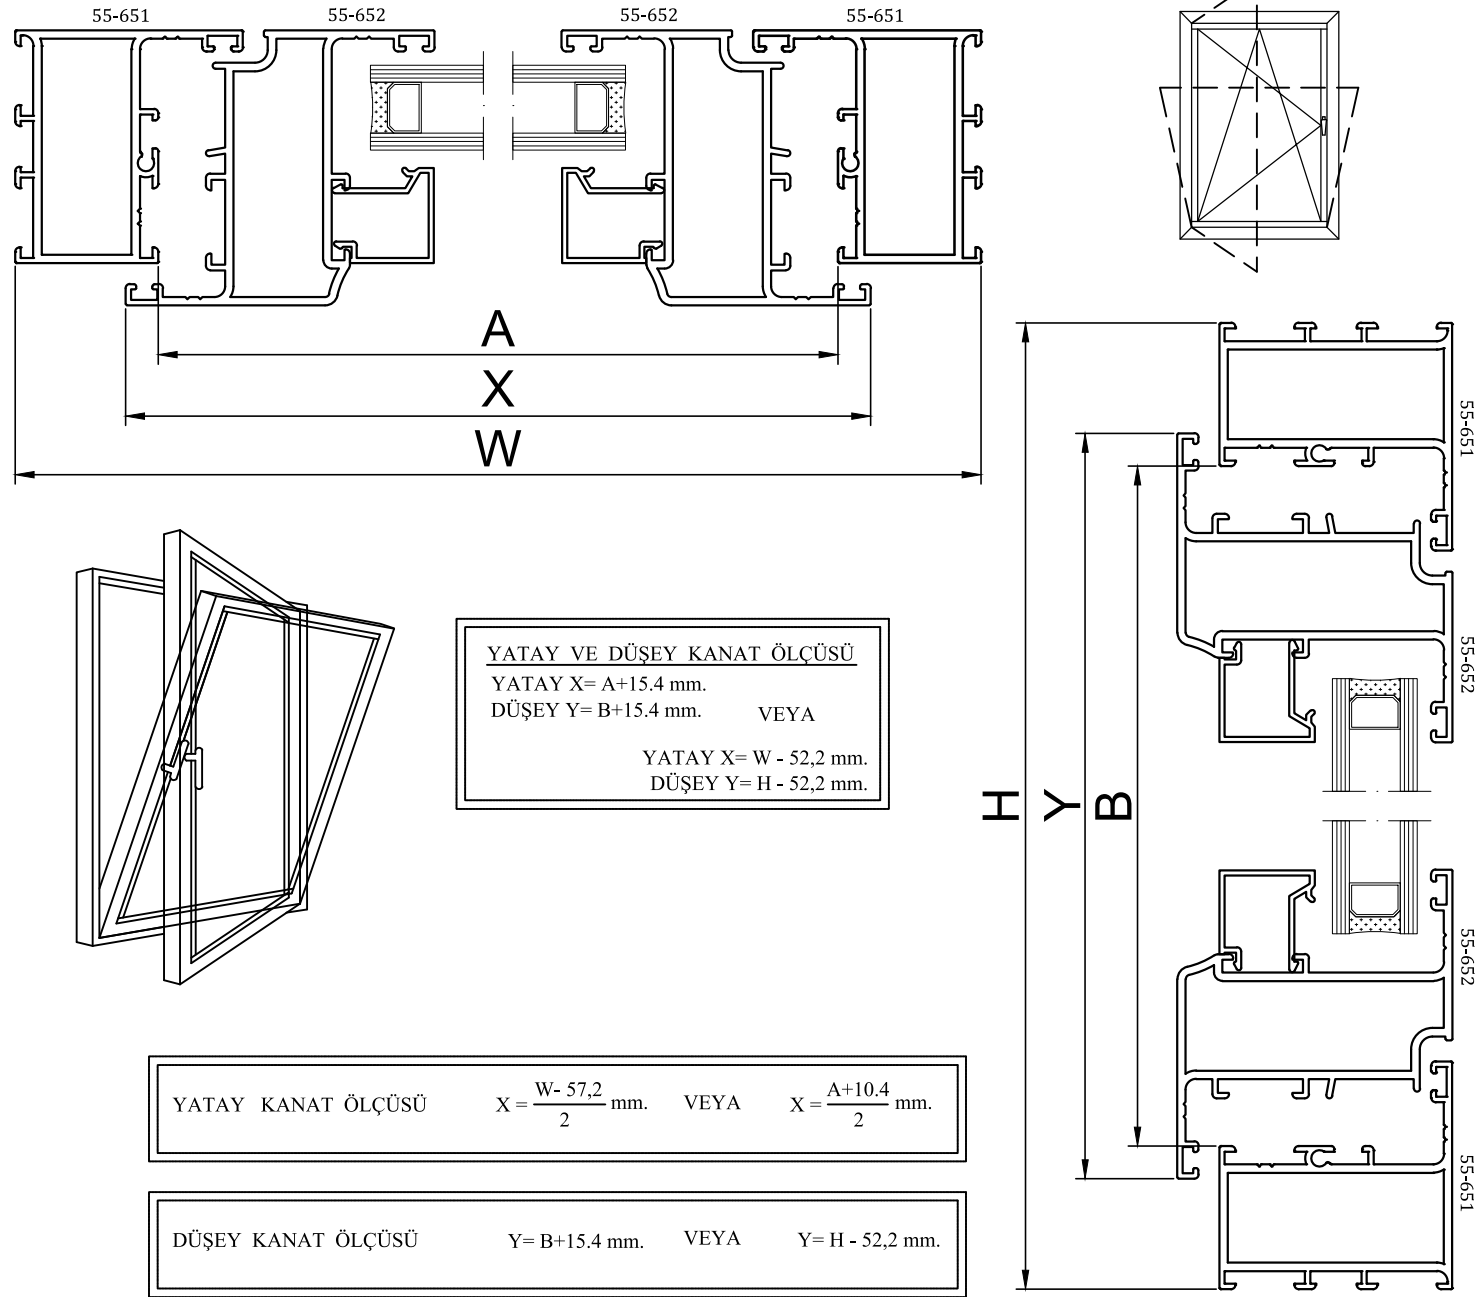 55-651
55-652
55-652
55-651
A
X
W
55-651
55-652
H
Y
B
55-652
55-651
YATAY VE DÜŞEY KANAT ÖLÇÜSÜ
YATAY X= A+15.4 mm.
DÜŞEY Y= B+15.4 mm. VEYA
YATAY X= W - 52,2 mm.
DÜŞEY Y= H - 52,2 mm.
YATAY KANAT ÖLÇÜSÜ X = W- 57,2 / 2 mm. VEYA X = A+10.4 / 2 mm.
DÜŞEY KANAT ÖLÇÜSÜ Y= B+15.4 mm. VEYA Y= H - 52,2 mm.